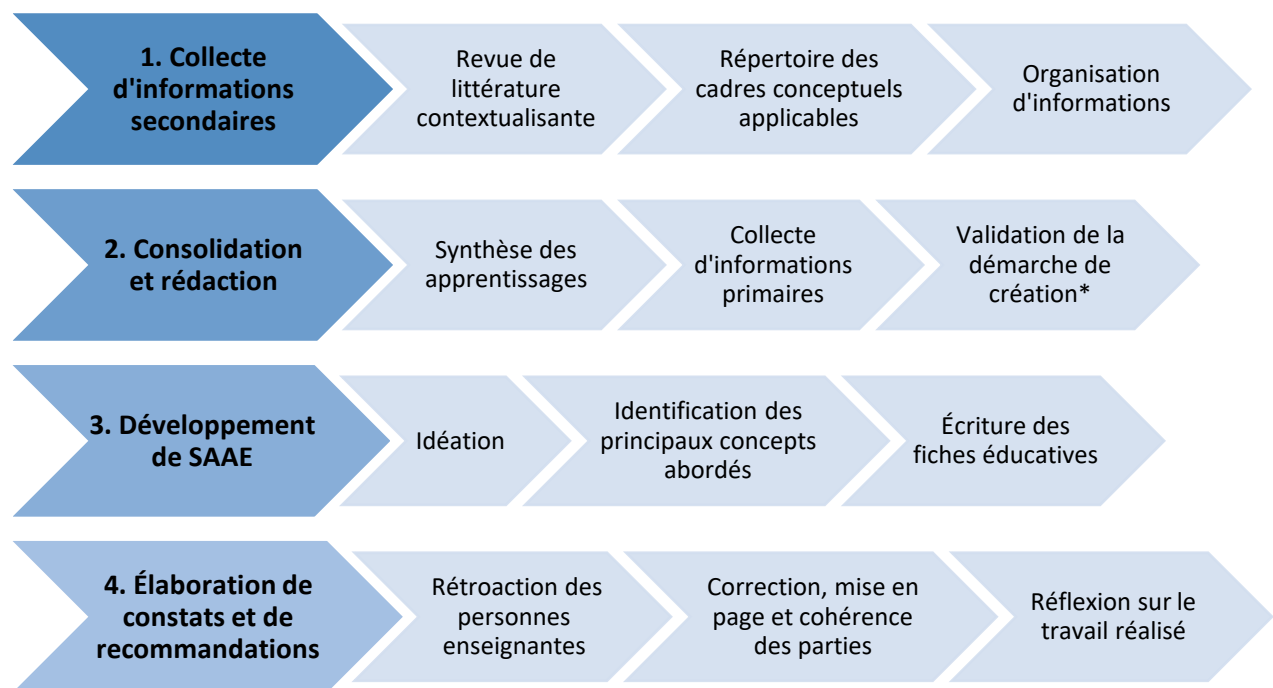 1. Collecte
d'informations
secondaires
Revue de
littérature
contextualisante
Répertoire des
cadres conceptuels
applicables
Organisation
d'informations
2. Consolidation
et rédaction
Synthèse des
apprentissages
Collecte
d'informations
primaires
Validation de la
démarche de
création*
3. Développement
de SAAE
Idéation
Identification des
principaux concepts
abordés
Écriture des
fiches éducatives
4. Élaboration de
constats et de
recommandations
Rétroaction des
personnes
enseignantes
Correction, mise en
page et cohérence
des parties
Réflexion sur le
travail réalisé